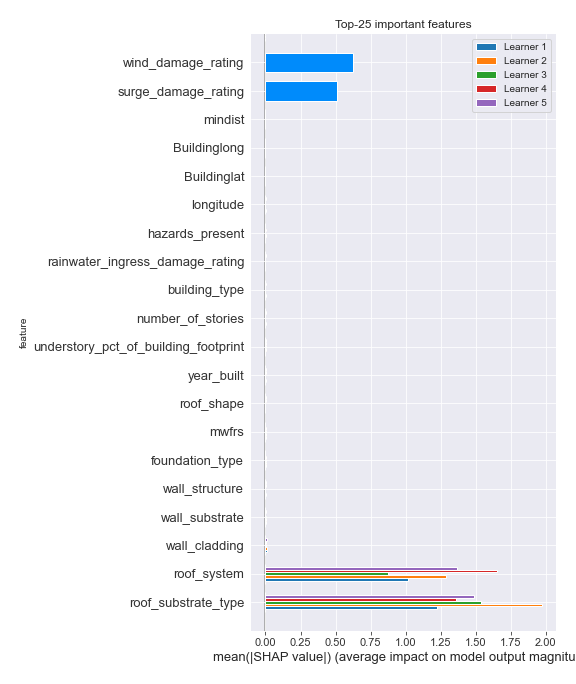 Top-25 important features
Learner 1
Learner 2
Learner 3
Learner 4
Learner 5
wind_damage_rating
surge_damage_rating
mindist
Buildinglong
Buildinglat
longitude
hazards_present
rainwater_ingress_damage_rating
building_type
number_of_stories
understory_pct_of_building_footprint
year_built
roof_shape
mwfrs
foundation_type
wall_structure
wall_substrate
wall_cladding
roof_system
roof_substrate_type
feature
0.00 0.25 0.50 0.75 1.00 1.25 1.50 1.75 2.00
mean(|SHAP value|) (average impact on model output magnitu